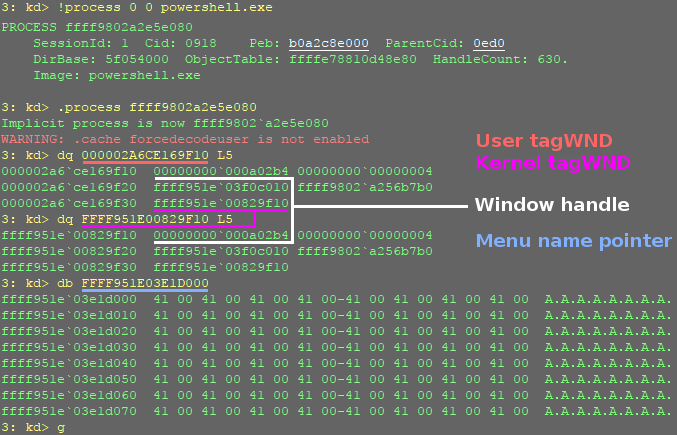 3: kd> !process 0 0 powershell.exe
PROCESS ffff9802a2e5e080
SessionId: 1 Cid: 0918 Peb: b0a2c8e000 ParentCid: 0ed0
DirBase: 5f054000 ObjectTable: ffffe78810d48e80 HandleCount: 630.
Image: powershell.exe
3: kd> .process ffff9802a2e5e080
Implicit process is now ffff9802`a2e5e080
WARNING: .cache forcedecodeuser is not enabled
3: kd> dq 000002A6CE169F10 L5
000002a6`ce169f10 00000000`000a02b4 00000000`00000004
000002a6`ce169f20 ffff951e`03f0c010 ffff9802`a256b7b0
000002a6`ce169f30 ffff951e`00829f10
3: kd> dq FFFF951E00829F10 L5
ffff951e`00829f10 00000000`000a02b4 00000000`00000004
ffff951e`00829f20 ffff951e`03f0c010 ffff9802`a256b7b0
ffff951e`00829f30 ffff951e`00829f10
3: kd> db FFFF951E03E1D000
ffff951e`03e1d000 41 00 41 00 41 00 41 00-41 00 41 00 41 00 41 00 A.A.A.A.A.A.A.A.
ffff951e`03e1d010 41 00 41 00 41 00 41 00-41 00 41 00 41 00 41 00 A.A.A.A.A.A.A.A.
ffff951e`03e1d020 41 00 41 00 41 00 41 00-41 00 41 00 41 00 41 00 A.A.A.A.A.A.A.A.
ffff951e`03e1d030 41 00 41 00 41 00 41 00-41 00 41 00 41 00 41 00 A.A.A.A.A.A.A.A.
ffff951e`03e1d040 41 00 41 00 41 00 41 00-41 00 41 00 41 00 41 00 A.A.A.A.A.A.A.A.
ffff951e`03e1d050 41 00 41 00 41 00 41 00-41 00 41 00 41 00 41 00 A.A.A.A.A.A.A.A.
ffff951e`03e1d060 41 00 41 00 41 00 41 00-41 00 41 00 41 00 41 00 A.A.A.A.A.A.A.A.
ffff951e`03e1d070 41 00 41 00 41 00 41 00-41 00 41 00 41 00 41 00 A.A.A.A.A.A.A.A.
3: kd> g
User tagWND
Kernel tagWND
Window handle
Menu name pointer